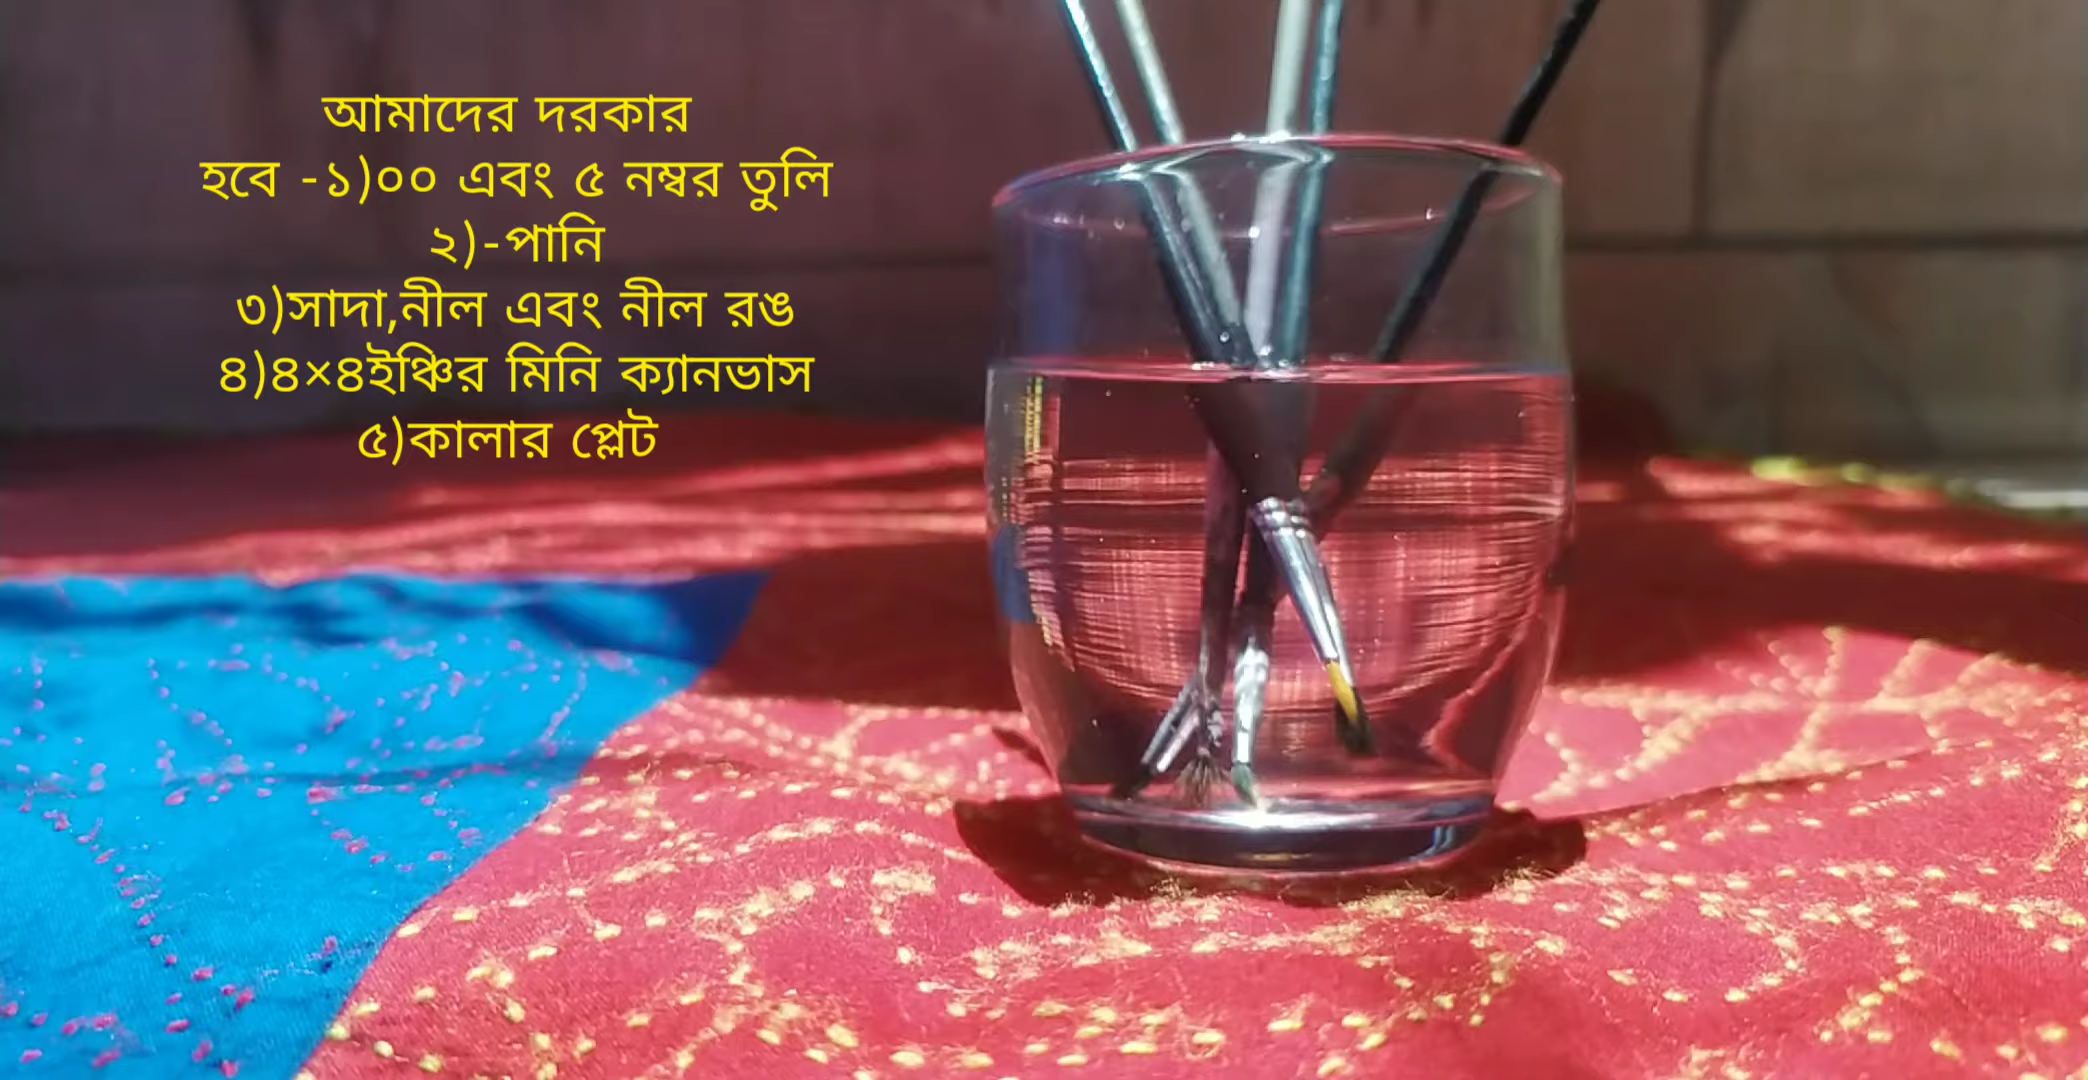 আমাদের দরকার
হবে -১)০০ এবং ৫ নম্বর তুলি
২)-পানি
৩)সাদা,নীল এবং নীল রঙ
৪)৪×৪ইঞ্চির মিনি ক্যানভাস
৫)কালার প্লেট